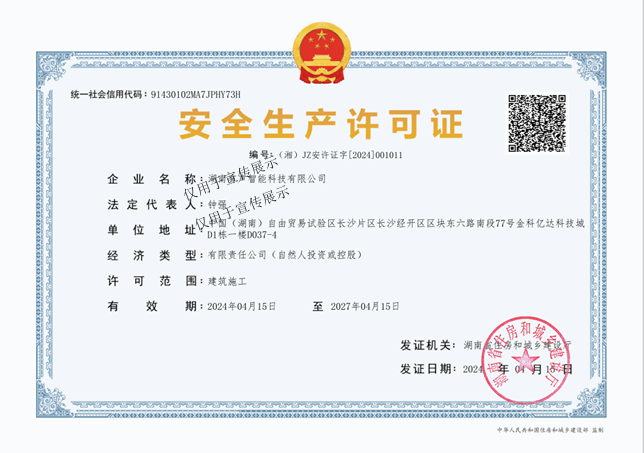 统一社会信用代码：91430102MA7JPHY73H
安全生产许可证
编号：（湘）JZ安许证字[2024]001011
企业名称：湖南 智能科技有限公司
法定代表人：钟强
单位地址：中国（湖南）自由贸易试验区长沙片区长沙经开区区块东六路南段77号金科亿达科技城
D1栋一楼D037-4
经济类型：有限责任公司（自然人投资或控股）
许可范围：建筑施工
有效期：2024年04月15日 至 2027年04月15日
发证机关：湖南省住房和城乡建设厅
发证日期：2024 年 04 月 15 日
仅用于宣传展示
仅用于宣传展示
湖南省住房和城乡建设厅
中华人民共和国住房和城乡建设部 监制